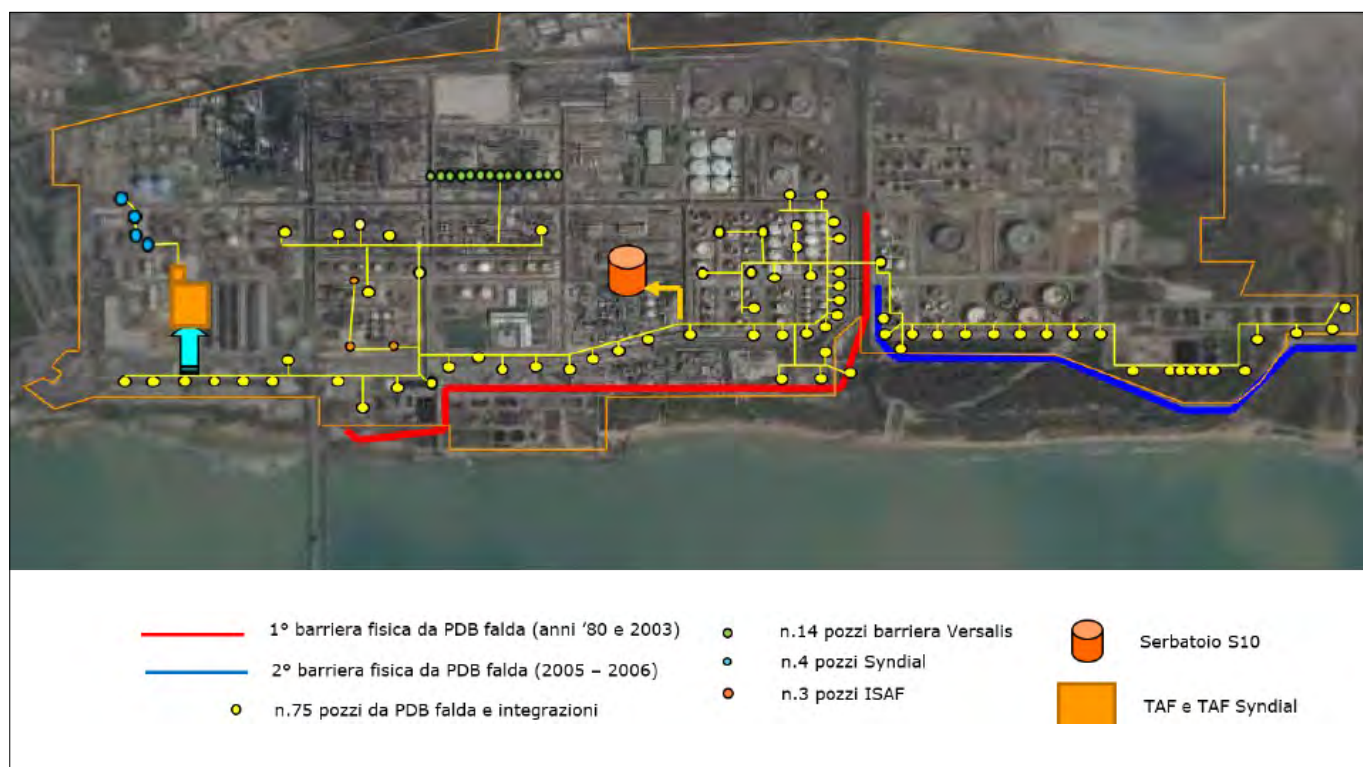 1° barriera fisica da PDB falda (anni '80 e 2003)
2° barriera fisica da PDB falda (2005 – 2006)
n.75 pozzi da PDB falda e integrazioni
n.14 pozzi barriera Versalis
n.4 pozzi Syndial
n.3 pozzi ISAF
Serbatoio S10
TAF e TAF Syndial